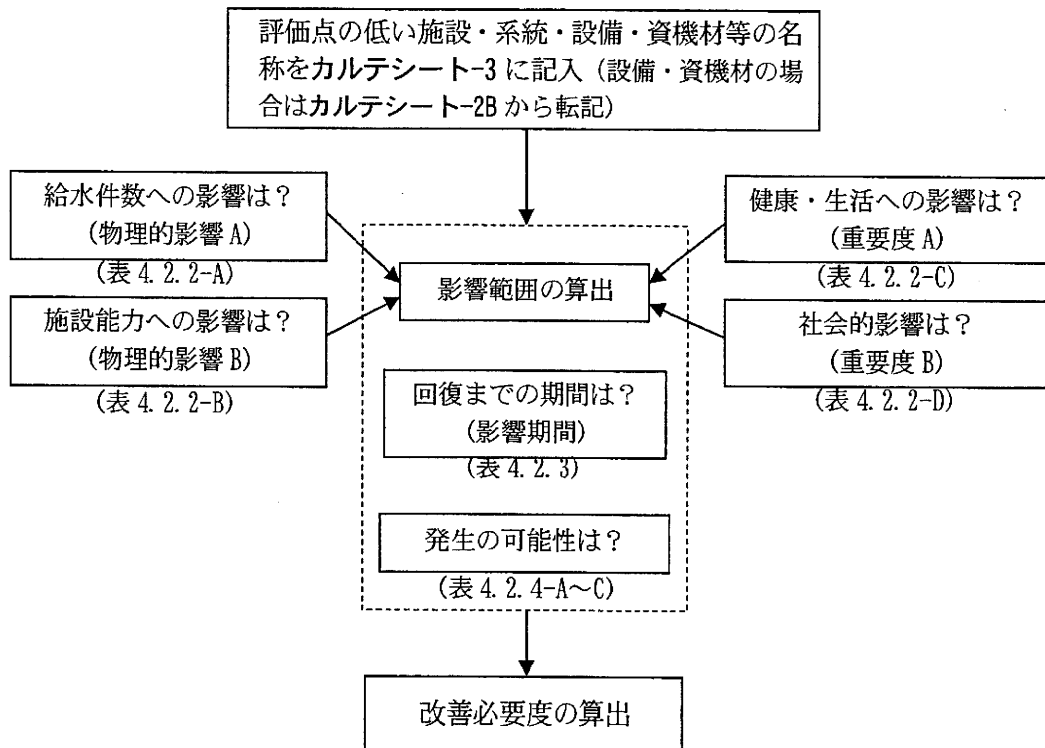 評価点の低い施設・系統・設備・資機材等の名
称をカルテシート-3 に記入（設備・資機材の場
合はカルテシート-2B から転記）
給水件数への影響は？
(物理的影響 A)
(表 4.2.2-A)
施設能力への影響は？
(物理的影響 B)
(表 4.2.2-B)
影響範囲の算出
回復までの期間は？
(影響期間)
(表 4.2.3)
発生の可能性は？
(表 4.2.4-A～C)
健康・生活への影響は？
(重要度 A)
(表 4.2.2-C)
社会的影響は？
(重要度 B)
(表 4.2.2-D)
改善必要度の算出